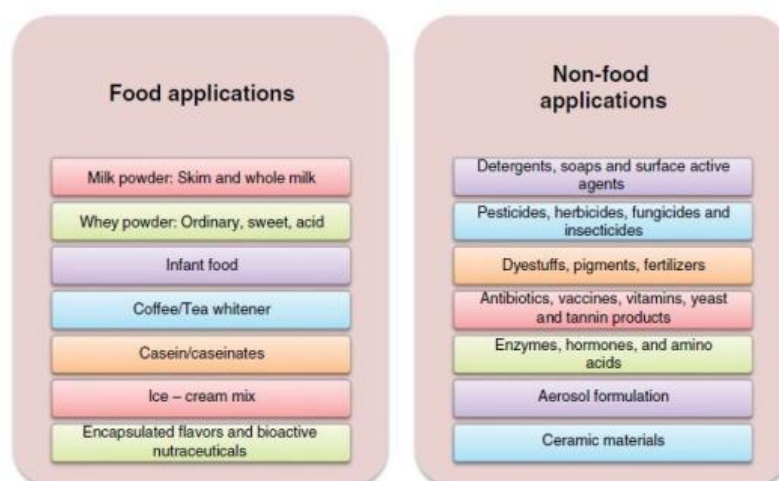 Food applications
Milk powder: Skim and whole milk
Whey powder: Ordinary, sweet, acid
Infant food
Coffee/Tea whitener
Casein/caseinates
Ice – cream mix
Encapsulated flavors and bioactive
nutraceuticals
Non-food
applications
Detergents, soaps and surface active
agents
Pesticides, herbicides, fungicides and
insecticides
Dyestuffs, pigments, fertilizers
Antibiotics, vaccines, vitamins, yeast
and tannin products
Enzymes, hormones, and amino
acids
Aerosol formulation
Ceramic materials